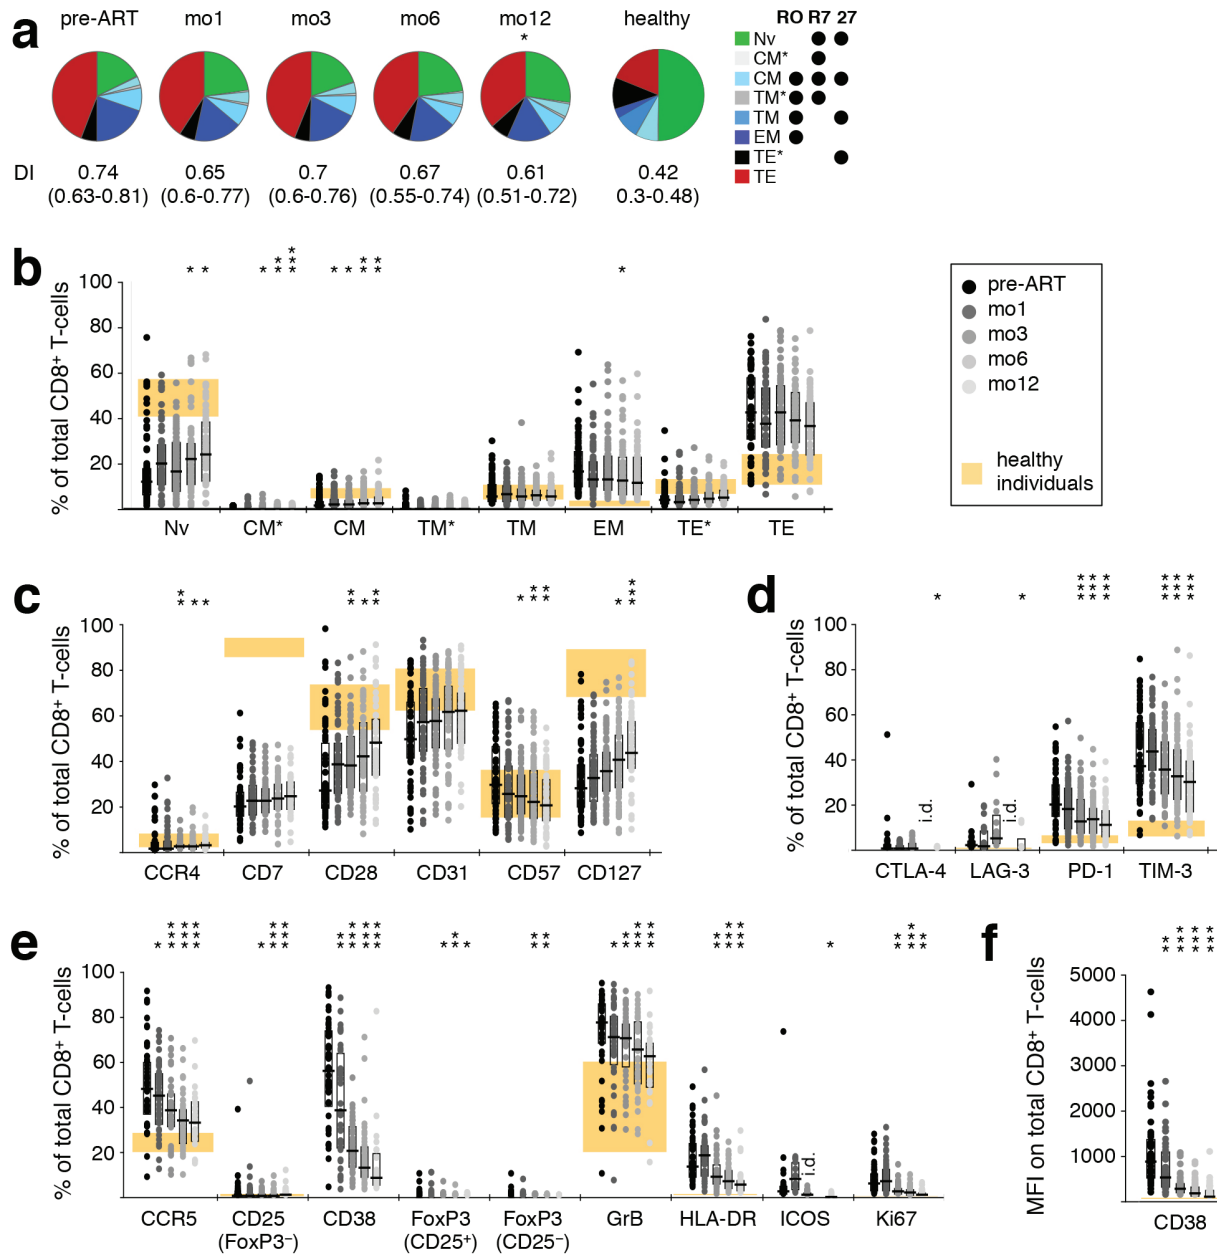 a
pre-ART mo1 mo3 mo6 mo12 healthy
*
RO R7 27
Nv
CM*
CM
TM*
TM
EM
TE*
TE
DI 0.74 0.65 0.7 0.67 0.61 0.42
(0.63-0.81) (0.6-0.77) (0.6-0.76) (0.55-0.74) (0.51-0.72) 0.3-0.48)
b
% of total CD8+ T-cells
* * * ** *** * * ** ** *
100
80
60
40
20
Nv CM* CM TM* TM EM TE* TE
pre-ART
mo1
mo3
mo6
mo12
healthy
individuals
c
% of total CD8+ T-cells
** * * ** * ** * ** ** * ***
100
80
60
40
20
CCR4 CD7 CD28 CD31 CD57 CD127
d
% of total CD8+ T-cells
* * *** *** *** *** *** ***
100
80
60
40
20
i.d.
i.d.
CTLA-4 LAG-3 PD-1 TIM-3
e
% of total CD8+ T-cells
100
80
60
40
20
i.d.
CCR5 CD25 CD38 FoxP3 FoxP3 GrB HLA-DR ICOS Ki67
(FoxP3−) (CD25+) (CD25−)
f
MFI on total CD8+ T-cells
5000
4000
3000
2000
1000
CD38